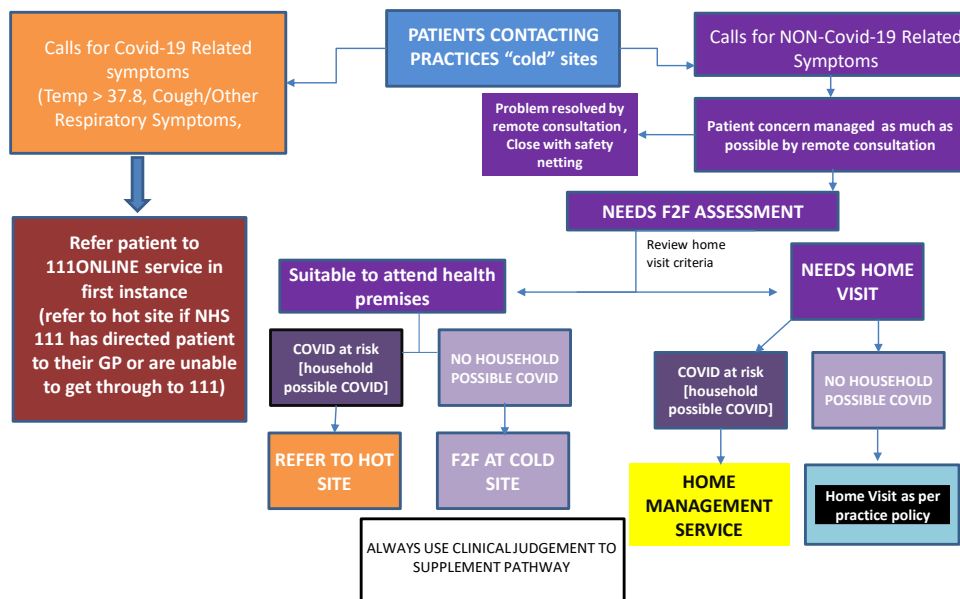 PATIENTS CONTACTING
PRACTICES “cold” sites
Calls for Covid-19 Related
symptoms
(Temp > 37.8, Cough/Other
Respiratory Symptoms,
Calls for NON-Covid-19 Related
Symptoms
Problem resolved by
remote consultation ,
Close with safety
netting
Patient concern managed as much as
possible by remote consultation
NEEDS F2F ASSESSMENT
Refer patient to
111ONLINE service in
first instance
(refer to hot site if NHS
111 has directed patient
to their GP or are unable
to get through to 111)
Review home
visit criteria
Suitable to attend health
premises
NEEDS HOME
VISIT
COVID at risk
[household
possible COVID]
NO HOUSEHOLD
POSSIBLE COVID
COVID at risk
[household
possible COVID]
NO HOUSEHOLD
POSSIBLE COVID
REFER TO HOT
SITE
F2F AT COLD
SITE
HOME
MANAGEMENT
SERVICE
Home Visit as per
practice policy
ALWAYS USE CLINICAL JUDGEMENT TO
SUPPLEMENT PATHWAY